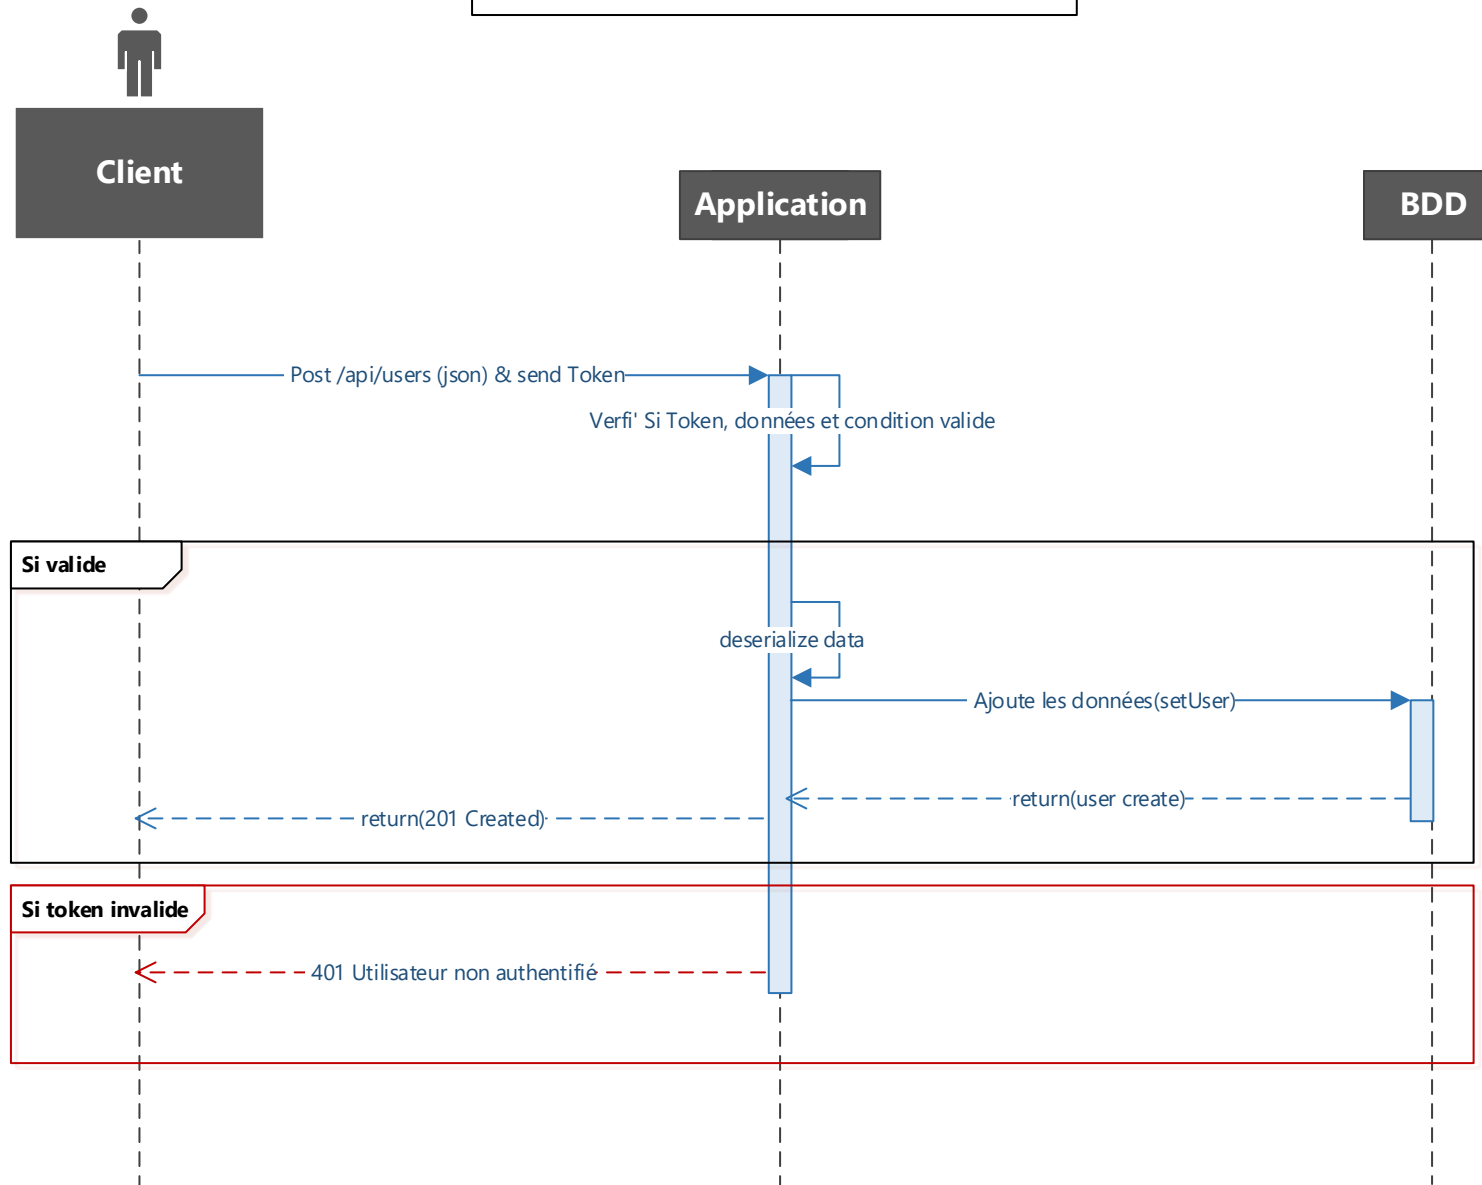 Client
Application
BDD
Post /api/users (json) & send Token
Verfi' Si Token, données et condition valide
Si valide
deserialize data
Ajoute les données(setUser)
return(user create)
return(201 Created)
Si token invalide
401 Utilisateur non authentifié